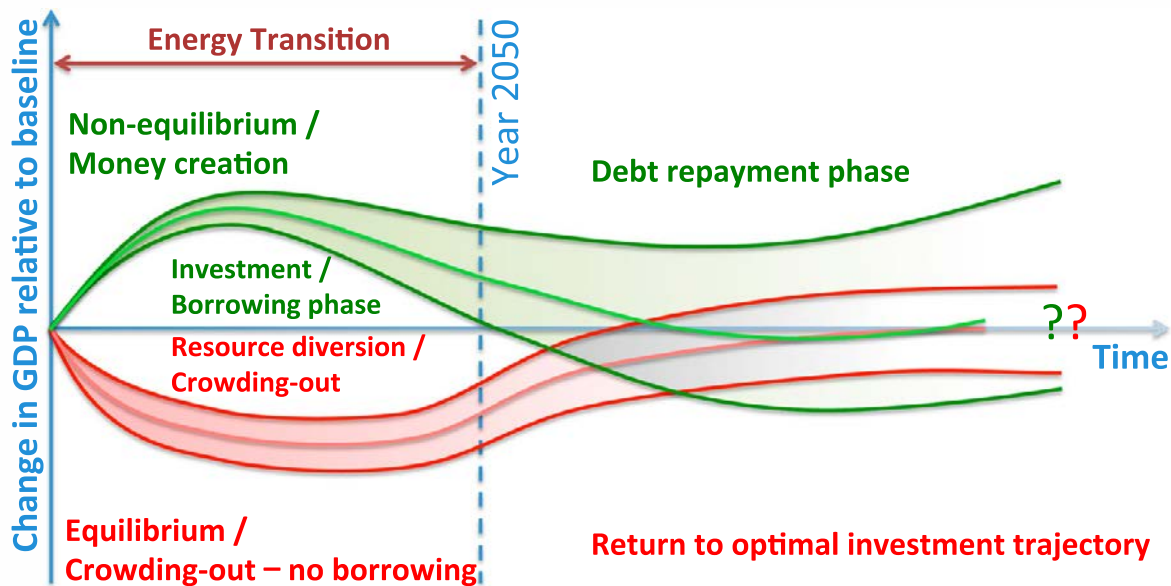 Change in GDP relative to baseline
Energy Transition
Year 2050
Non-equilibrium /
Money creation
Debt repayment phase
Investment /
Borrowing phase
Resource diversion /
Crowding-out
??
Time
Equilibrium /
Crowding-out – no borrowing
Return to optimal investment trajectory